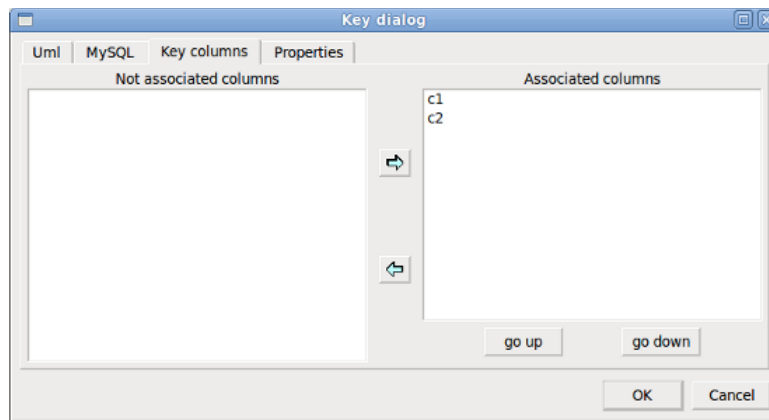 Key dialog
Uml MySQL Key columns Properties
Not associated columns Associated columns
c1
c2
go up go down
OK Cancel